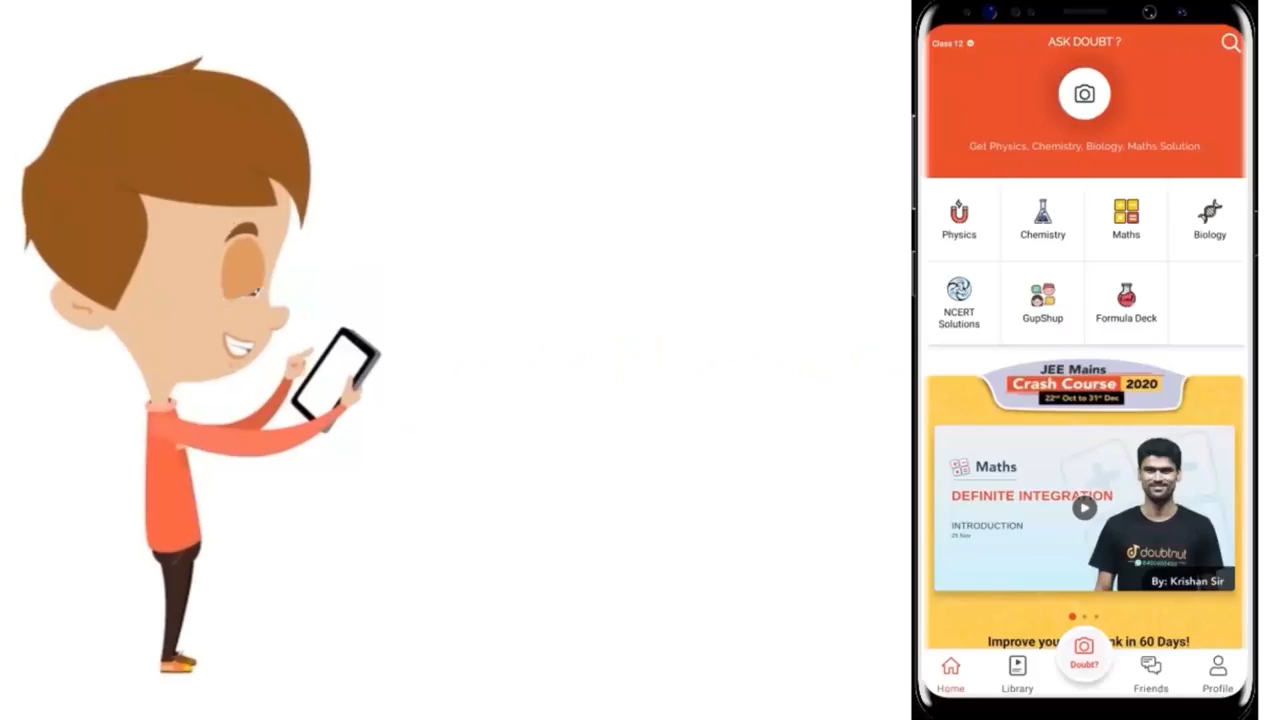 Class 12
ASK DOUBT ?
Get Physics, Chemistry, Biology, Maths Solution
Physics
Chemistry
Maths
Biology
NCERT
Solutions
GupShup
Formula Deck
JEE Mains
Crash Course 2020
22nd Oct to 31st Dec
Maths
DEFINITE INTEGRATION
INTRODUCTION
doubtnut
By: Krishan Sir
Improve you nk in 60 Days!
Doubt?
Home
Library
Friends
Profile